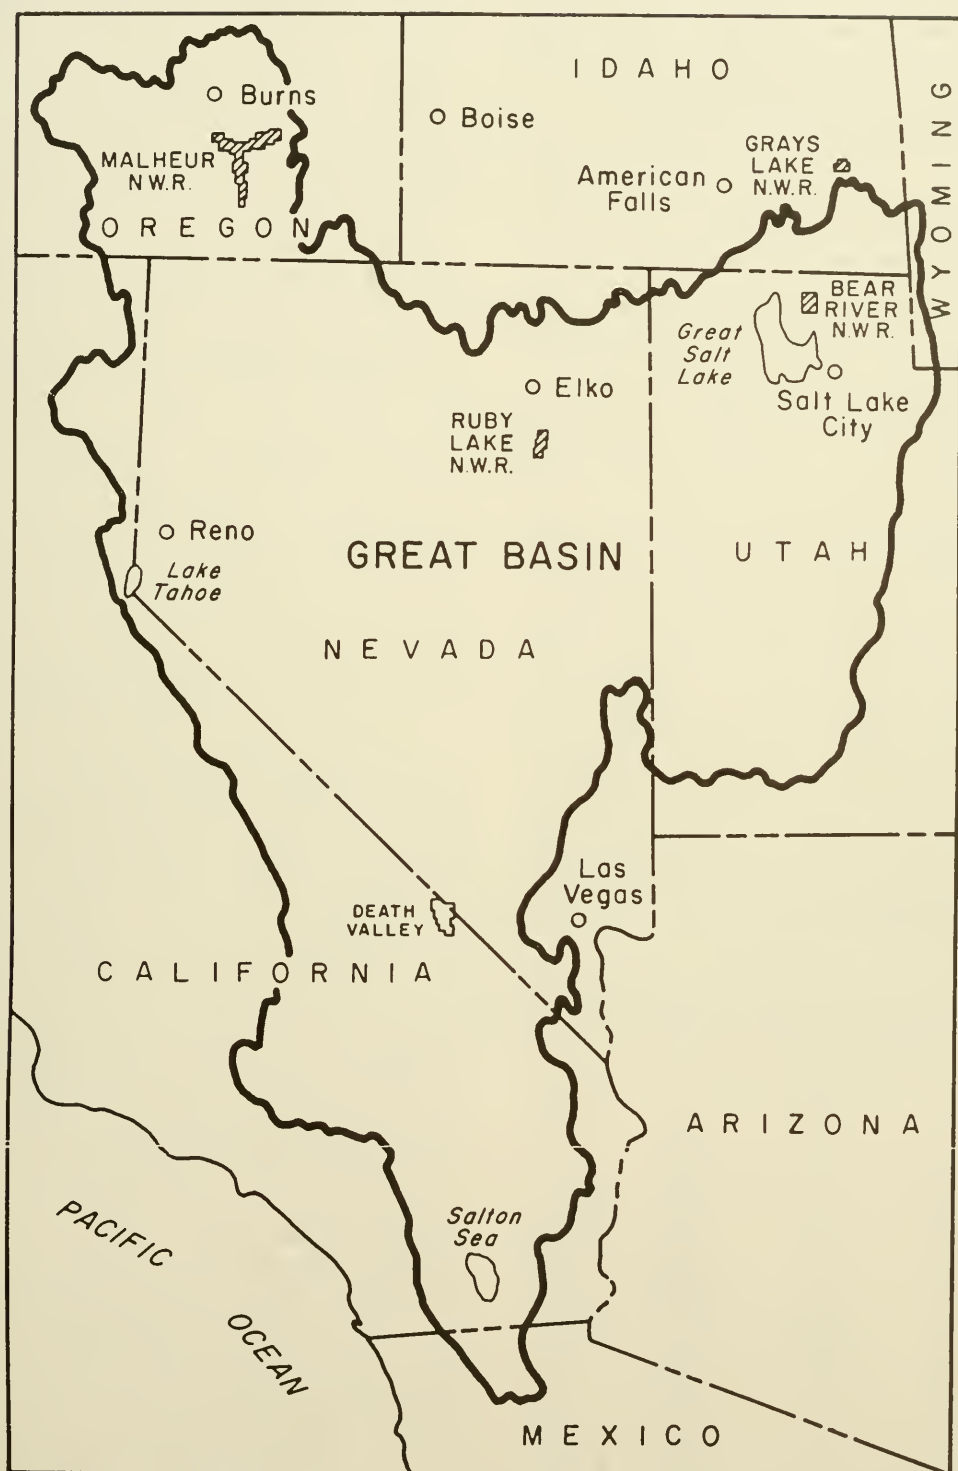 IDAHO
WYOMING
Burns
Boise
MALHEUR
N.W.R.
GRAYS
LAKE
N.W.R.
American
Falls
OREGON
BEAR
RIVER
N.W.R.
Great
Salt
Lake
Salt Lake
City
Elko
RUBY
LAKE
N.W.R.
Reno
Lake
Tahoe
GREAT BASIN
UTAH
NEVADA
Las
Vegas
DEATH
VALLEY
CALIFORNIA
ARIZONA
Salton
Sea
PACIFIC
OCEAN
MEXICO